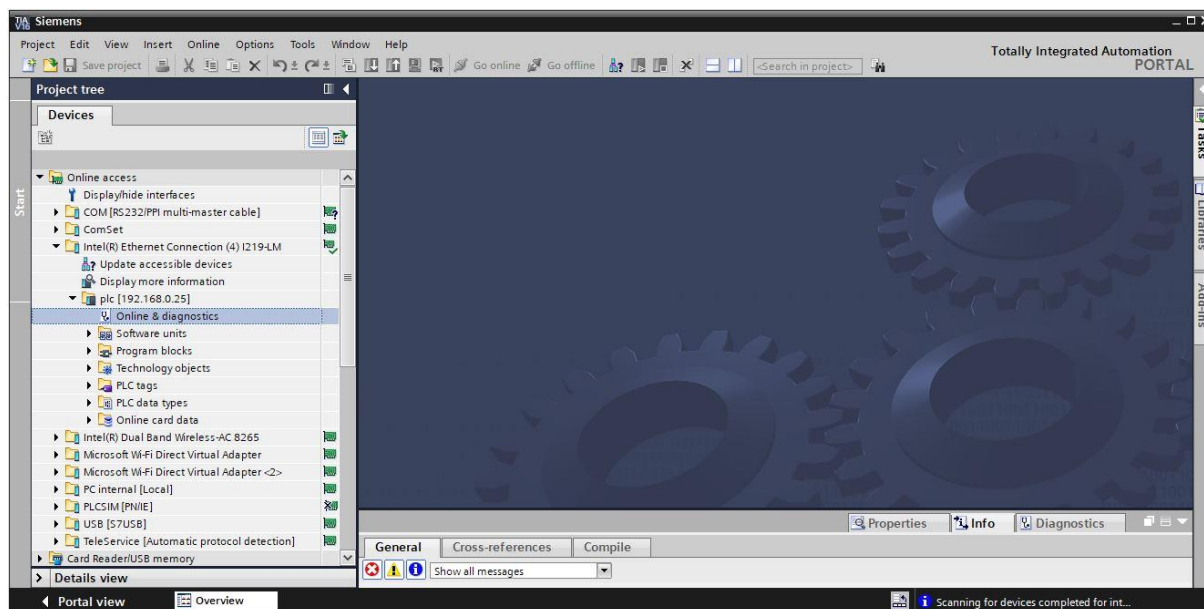 Siemens
Project Edit View Insert Online Options Tools Window Help
Save project Go online Go offline <Search in project>
Totally Integrated Automation
PORTAL
Project tree
Devices
Start
Online access
Display/hide interfaces
COM [RS232/PPI multi-master cable]
ComSet
Intel(R) Ethernet Connection (4) I219-LM
Update accessible devices
Display more information
plc [192.168.0.25]
Online & diagnostics
Software units
Program blocks
Technology objects
PLC tags
PLC data types
Online card data
Intel(R) Dual Band Wireless-AC 8265
Microsoft Wi-Fi Direct Virtual Adapter
Microsoft Wi-Fi Direct Virtual Adapter <2>
PC internal [Local]
PLCSIM [PN/IE]
USB [S7USB]
TeleService [Automatic protocol detection]
Card Reader/USB memory
Details view
Tasks
Libraries
Add-ins
Properties Info Diagnostics
General Cross-references Compile
Show all messages
Portal view Overview Scanning for devices completed for int...